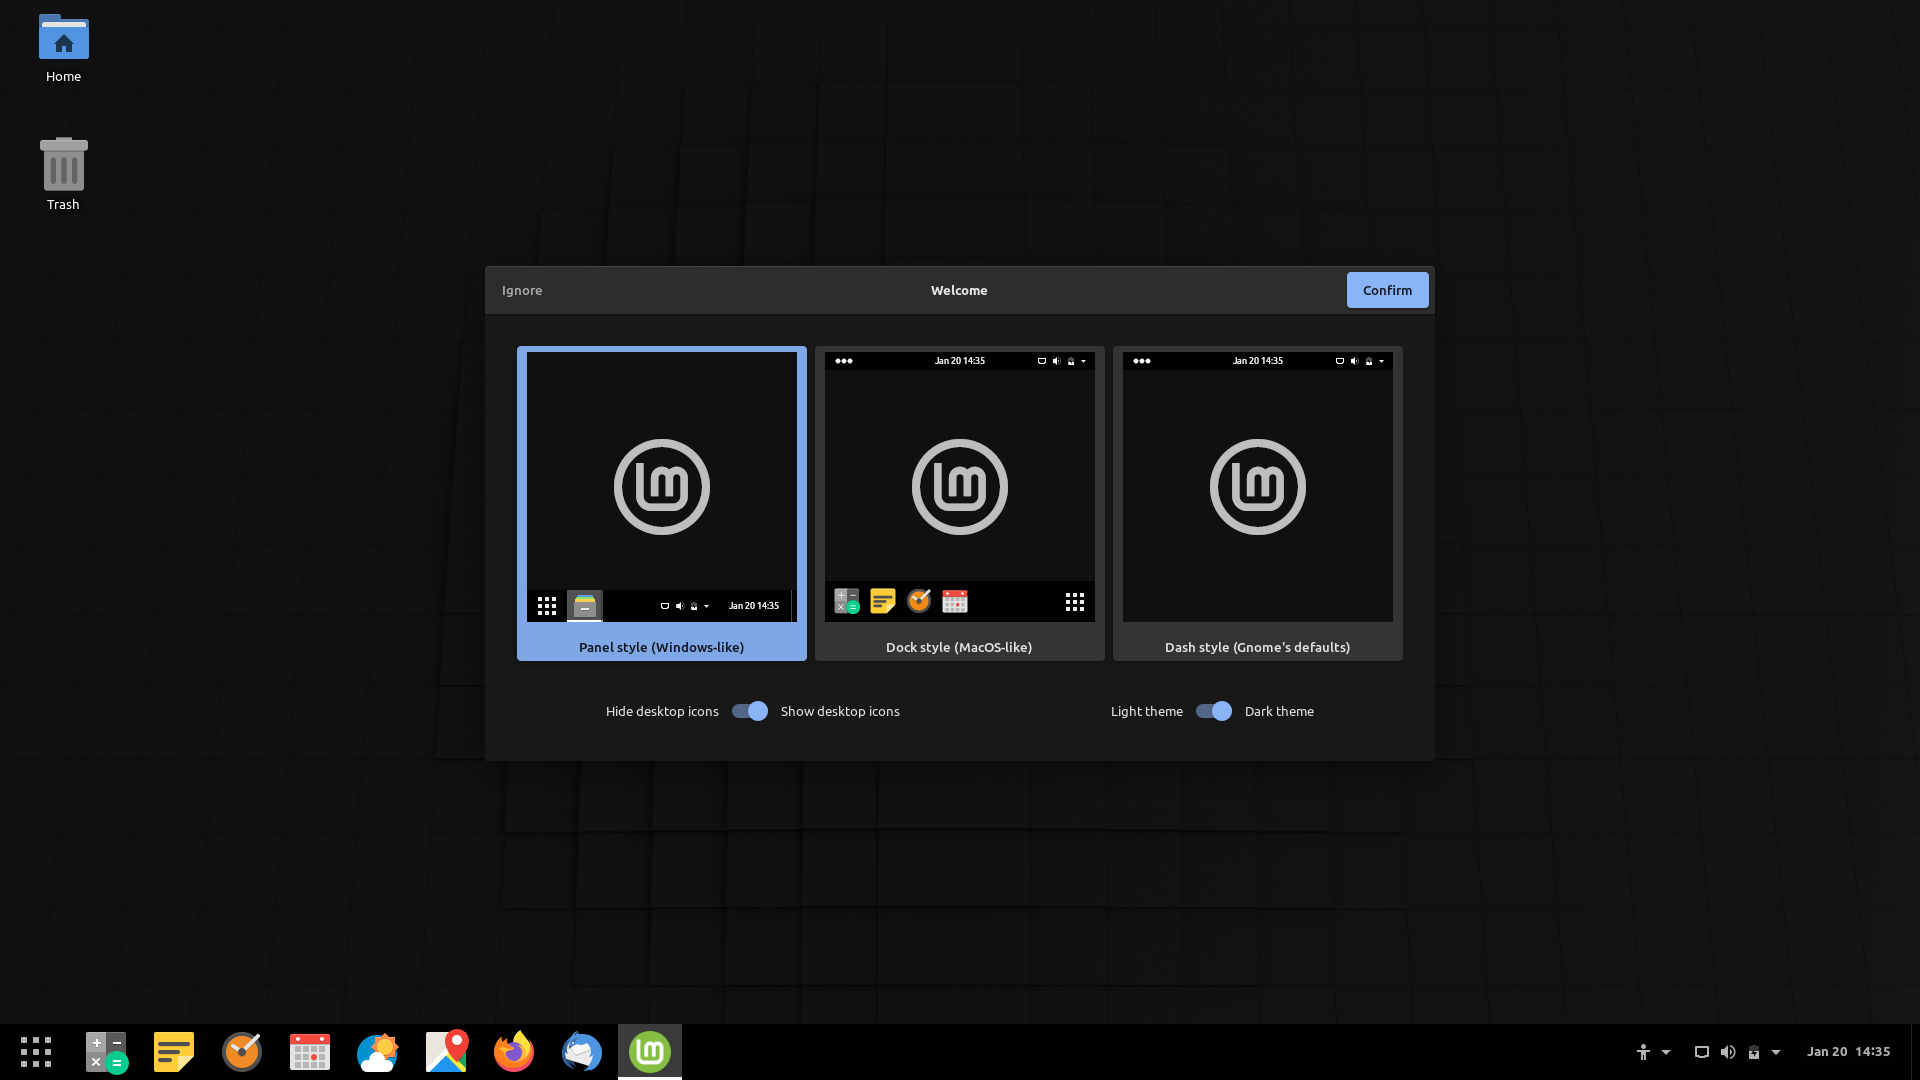 Home
Trash
Ignore
Welcome
Confirm
Jan 20 14:35
Panel style (Windows-like)
Jan 20 14:35
Dock style (MacOS-like)
Jan 20 14:35
Dash style (Gnome's defaults)
Hide desktop icons
Show desktop icons
Light theme
Dark theme
Jan 20 14:35